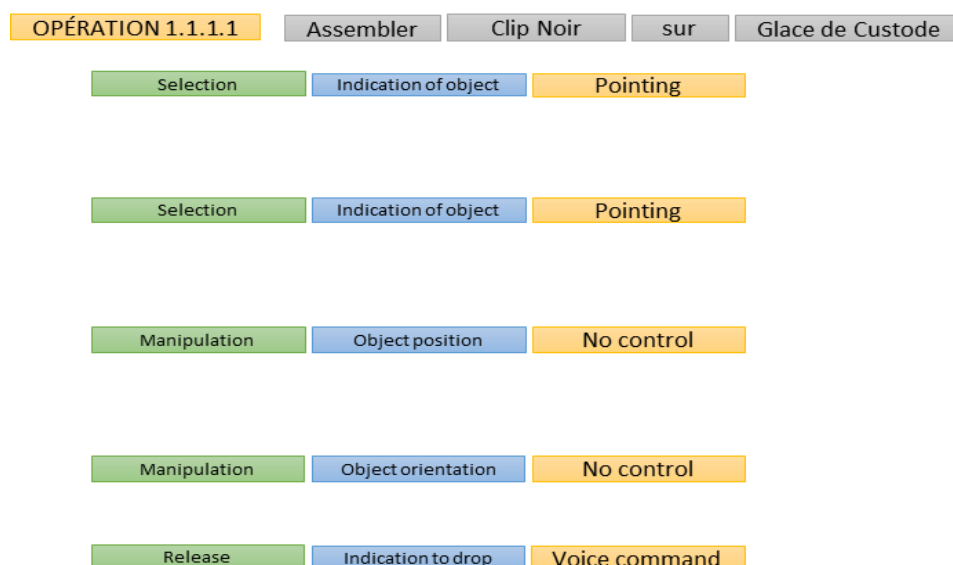 OPÉRATION 1.1.1.1 Assembler Clip Noir sur Glace de Custode
Selection Indication of object Pointing
Selection Indication of object Pointing
Manipulation Object position No control
Manipulation Object orientation No control
Release Indication to drop Voice command